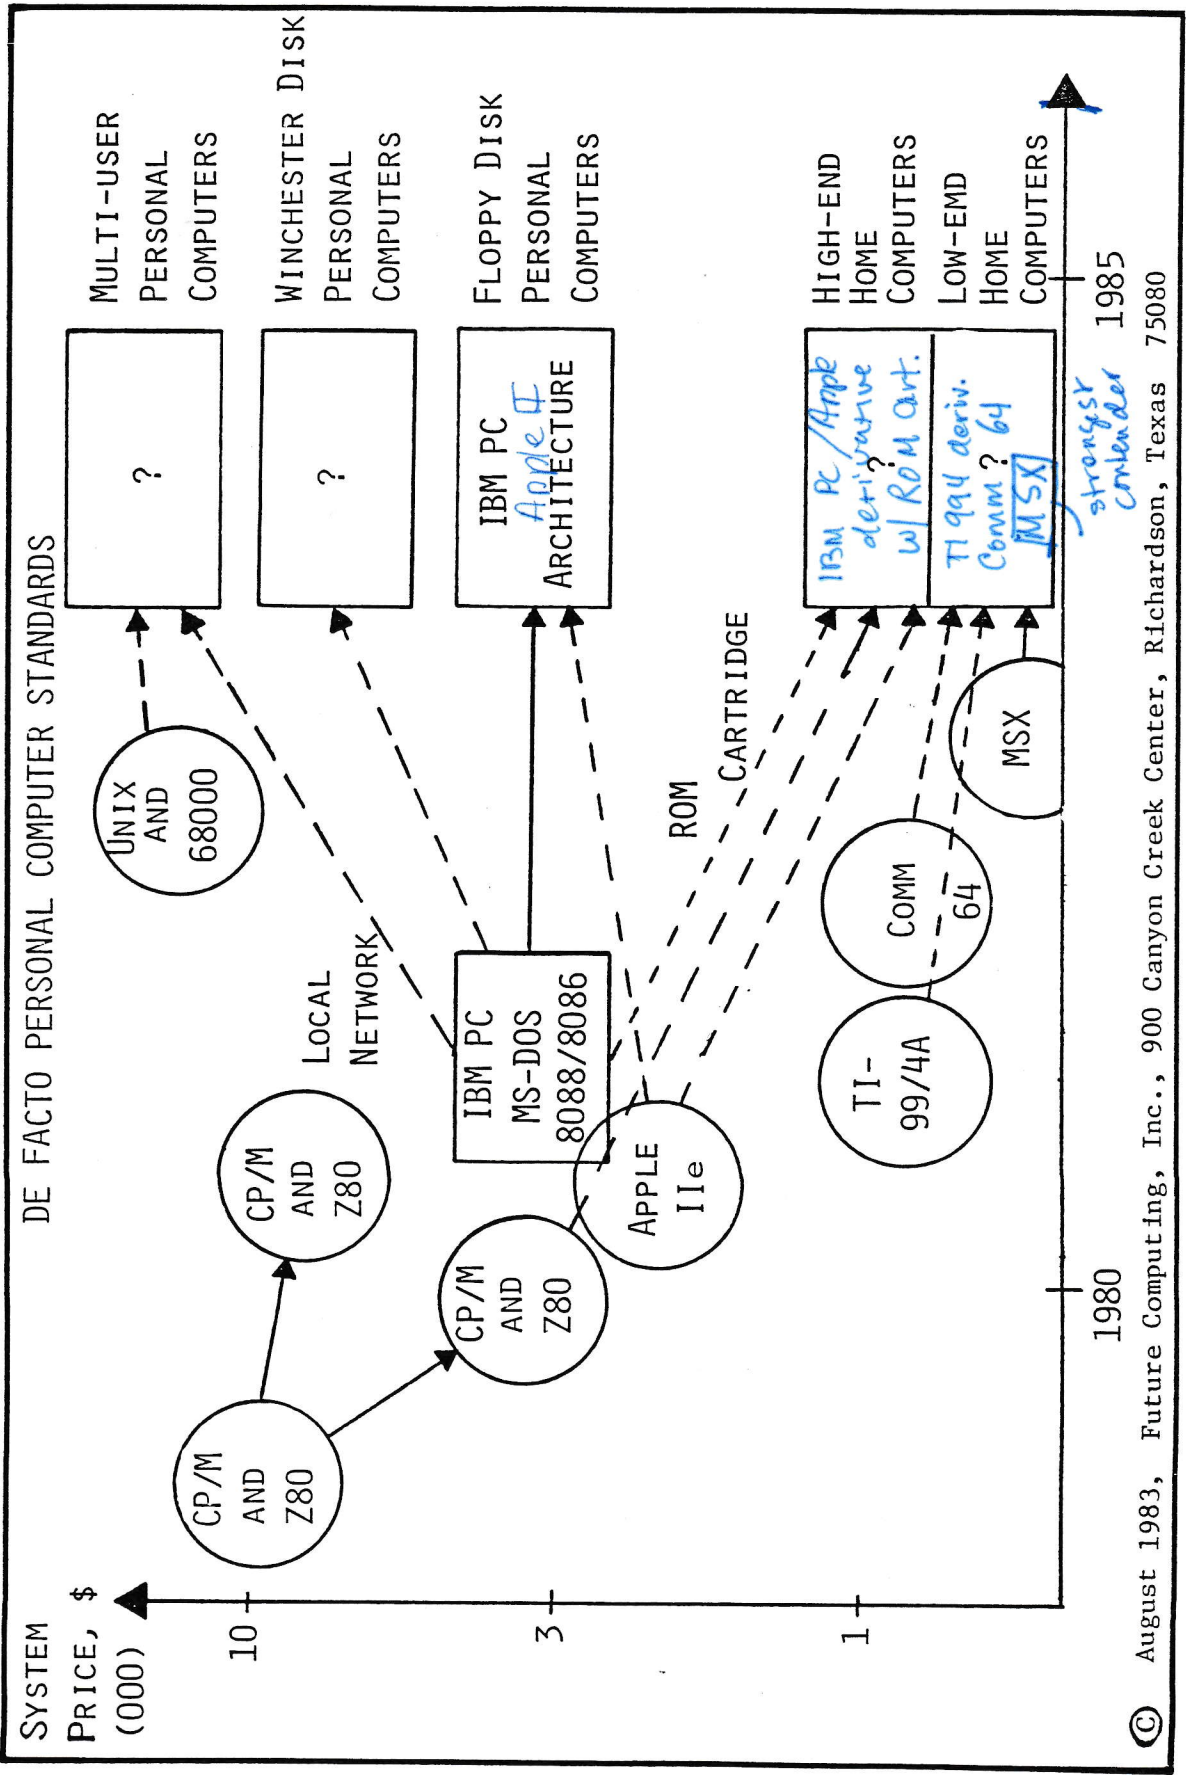 DE FACTO PERSONAL COMPUTER STANDARDS
SYSTEM
PRICE, $
(000)
10
3
1
1980
1985
CP/M
AND
Z80
CP/M
AND
Z80
CP/M
AND
Z80
LOCAL
NETWORK
UNIX
AND
68000
IBM PC
MS-DOS
8088/8086
APPLE
IIe
ROM
CARTRIDGE
TI-
99/4A
COMM
64
MSX
?
MULTI-USER
PERSONAL
COMPUTERS
?
WINCHESTER DISK
PERSONAL
COMPUTERS
IBM PC
Apple II
ARCHITECTURE
FLOPPY DISK
PERSONAL
COMPUTERS
IBM PC/Apple
derivative
?
w/ ROM cart.
HIGH-END
HOME
COMPUTERS
TI 994 deriv.
Comm ? 64
MSX
LOW-EMD
HOME
COMPUTERS
strongest
contender
© August 1983, Future Computing, Inc., 900 Canyon Creek Center, Richardson, Texas 75080